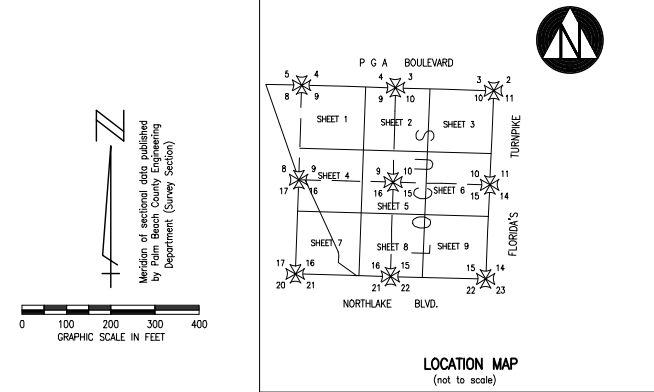 Meridian of sectional data published
by Palm Beach County Engineering
Department (Survey Section)
0 100 200 300 400
GRAPHIC SCALE IN FEET
N
P G A BOULEVARD
5 4 4 3 3 2
8 9 9 10 10 11
SHEET 1 SHEET 2 SHEET 3
TURNPIKE
8 9 9 10 10 11
SHEET 4 SHEET 6
17 16 16 15 15 14
SHEET 5
LOCUS
FLORIDA'S
SHEET 7 SHEET 8 SHEET 9
17 16 16 15 15 14
20 21 21 22 22 23
NORTHLAKE BLVD.
LOCATION MAP
(not to scale)